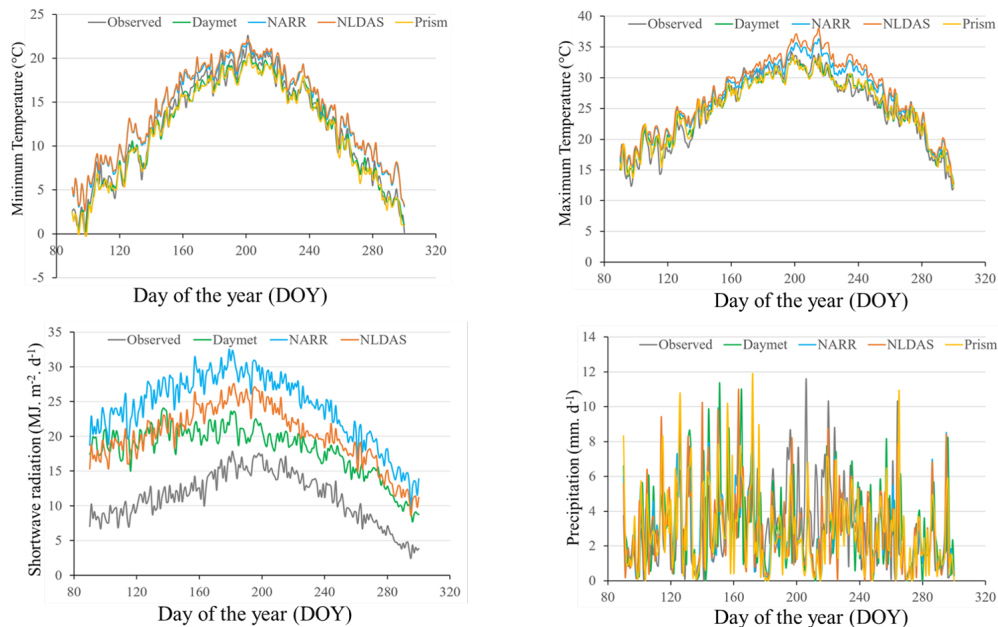 Observed Daymet NARR NLDAS Prism
Minimum Temperature (°C)
25
20
15
10
5
0
-5
80 120 160 200 240 280 320
Day of the year (DOY)
Observed Daymet NARR NLDAS Prism
Maximum Temperature (°C)
40
35
30
25
20
15
10
5
0
80 120 160 200 240 280 320
Day of the year (DOY)
Observed Daymet NARR NLDAS
Shortwave radiation (MJ. m-2. d-1)
35
30
25
20
15
10
5
0
80 120 160 200 240 280 320
Day of the year (DOY)
Observed Daymet NARR NLDAS Prism
Precipitation (mm. d-1)
14
12
10
8
6
4
2
0
80 120 160 200 240 280 320
Day of the year (DOY)